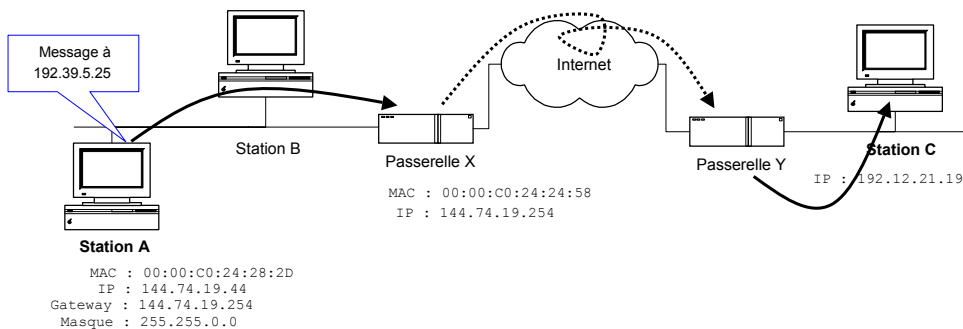 Message à
192.39.5.25
Internet
Station B
Passerelle X
Passerelle Y
Station C
MAC : 00:00:C0:24:24:58
IP : 144.74.19.254
IP : 192.12.21.19
Station A
MAC : 00:00:C0:24:28:2D
IP : 144.74.19.44
Gateway : 144.74.19.254
Masque : 255.255.0.0